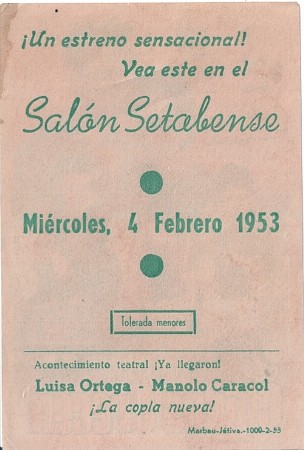 ¡Un estreno sensacional!
Vea este en el
Salón Setabense
Miércoles, 4 Febrero 1953
Tolerada menores
Acontecimiento teatral ¡Ya llegaron!
Luisa Ortega - Manolo Caracol
¡La copla nueva!
Marbau-Játiva.-1000-2-53